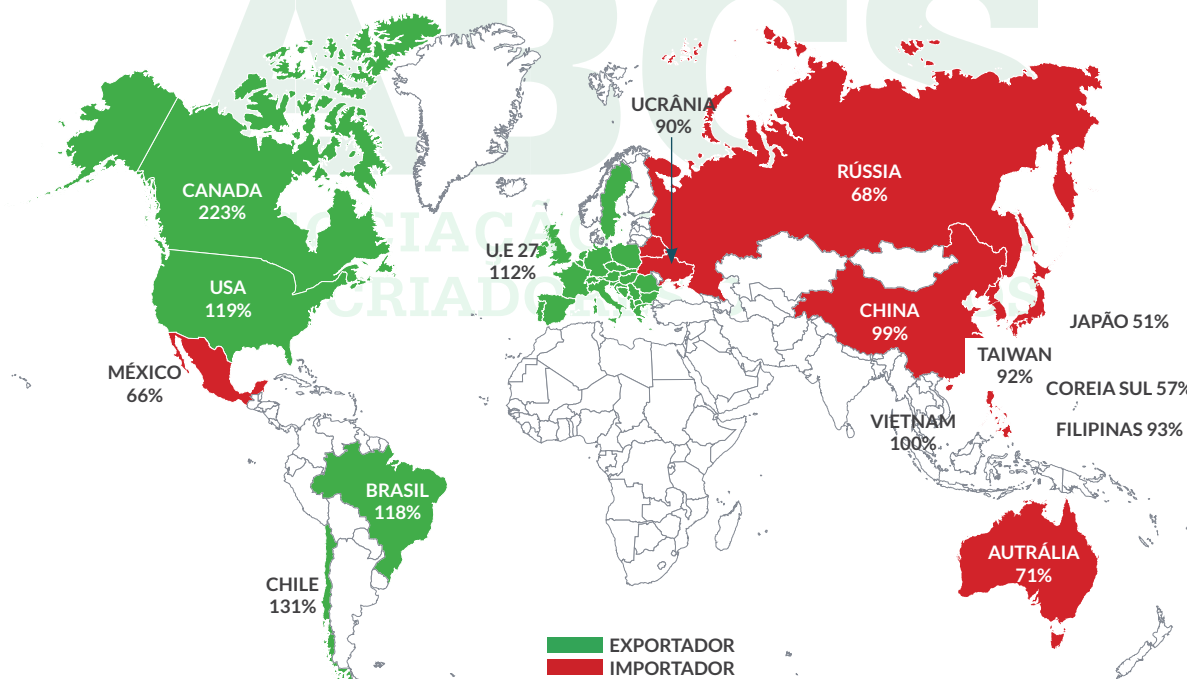 ABCS
UCRÂNIA
90%
RÚSSIA
68%
CANADA
223%
U.E 27
112%
USA
119%
CHINA
99%
JAPÃO 51%
TAIWAN
92%
MÉXICO
66%
COREIA SUL 57%
VIETNAM
100%
FILIPINAS 93%
BRASIL
118%
AUTRÁLIA
71%
CHILE
131%
EXPORTADOR
IMPORTADOR